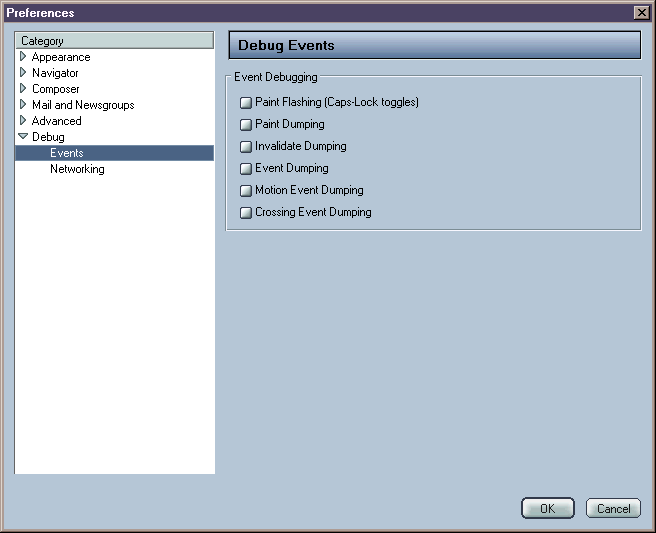 Preferences
Category
Appearance
Navigator
Composer
Mail and Newsgroups
Advanced
Debug
Events
Networking
Debug Events
Event Debugging
Paint Flashing (Caps-Lock toggles)
Paint Dumping
Invalidate Dumping
Event Dumping
Motion Event Dumping
Crossing Event Dumping
OK
Cancel